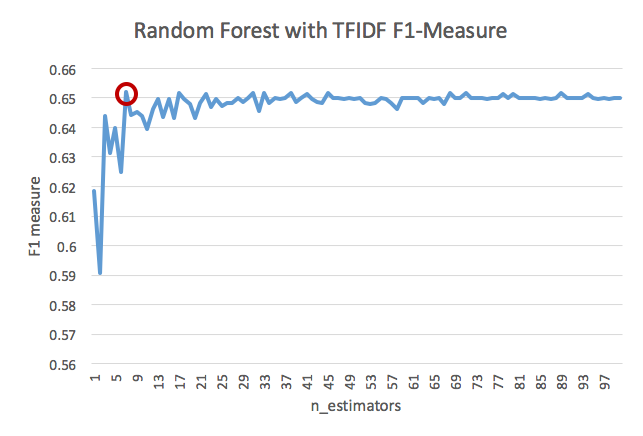 Random Forest with TFIDF F1-Measure
0.66
0.65
0.64
0.63
0.62
0.61
0.6
0.59
0.58
0.57
0.56
F1 measure
1 5 9 13 17 21 25 29 33 37 41 45 49 53 57 61 65 69 73 77 81 85 89 93 97
n_estimators